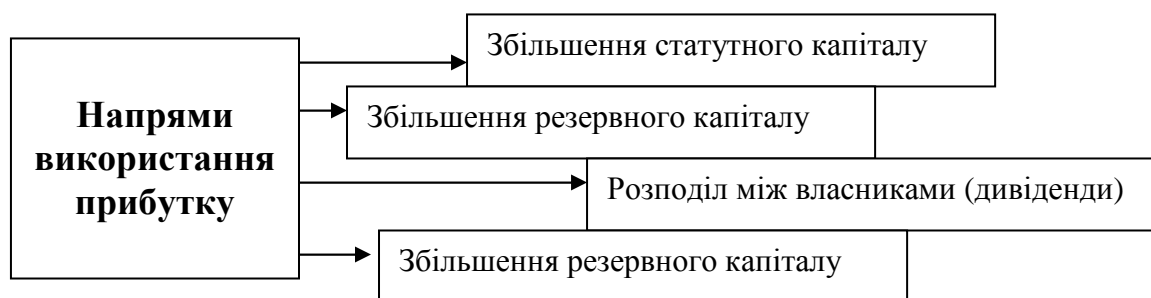 Збільшення статутного капіталу
Напрями
використання
прибутку
Збільшення резервного капіталу
Розподіл між власниками (дивіденди)
Збільшення резервного капіталу